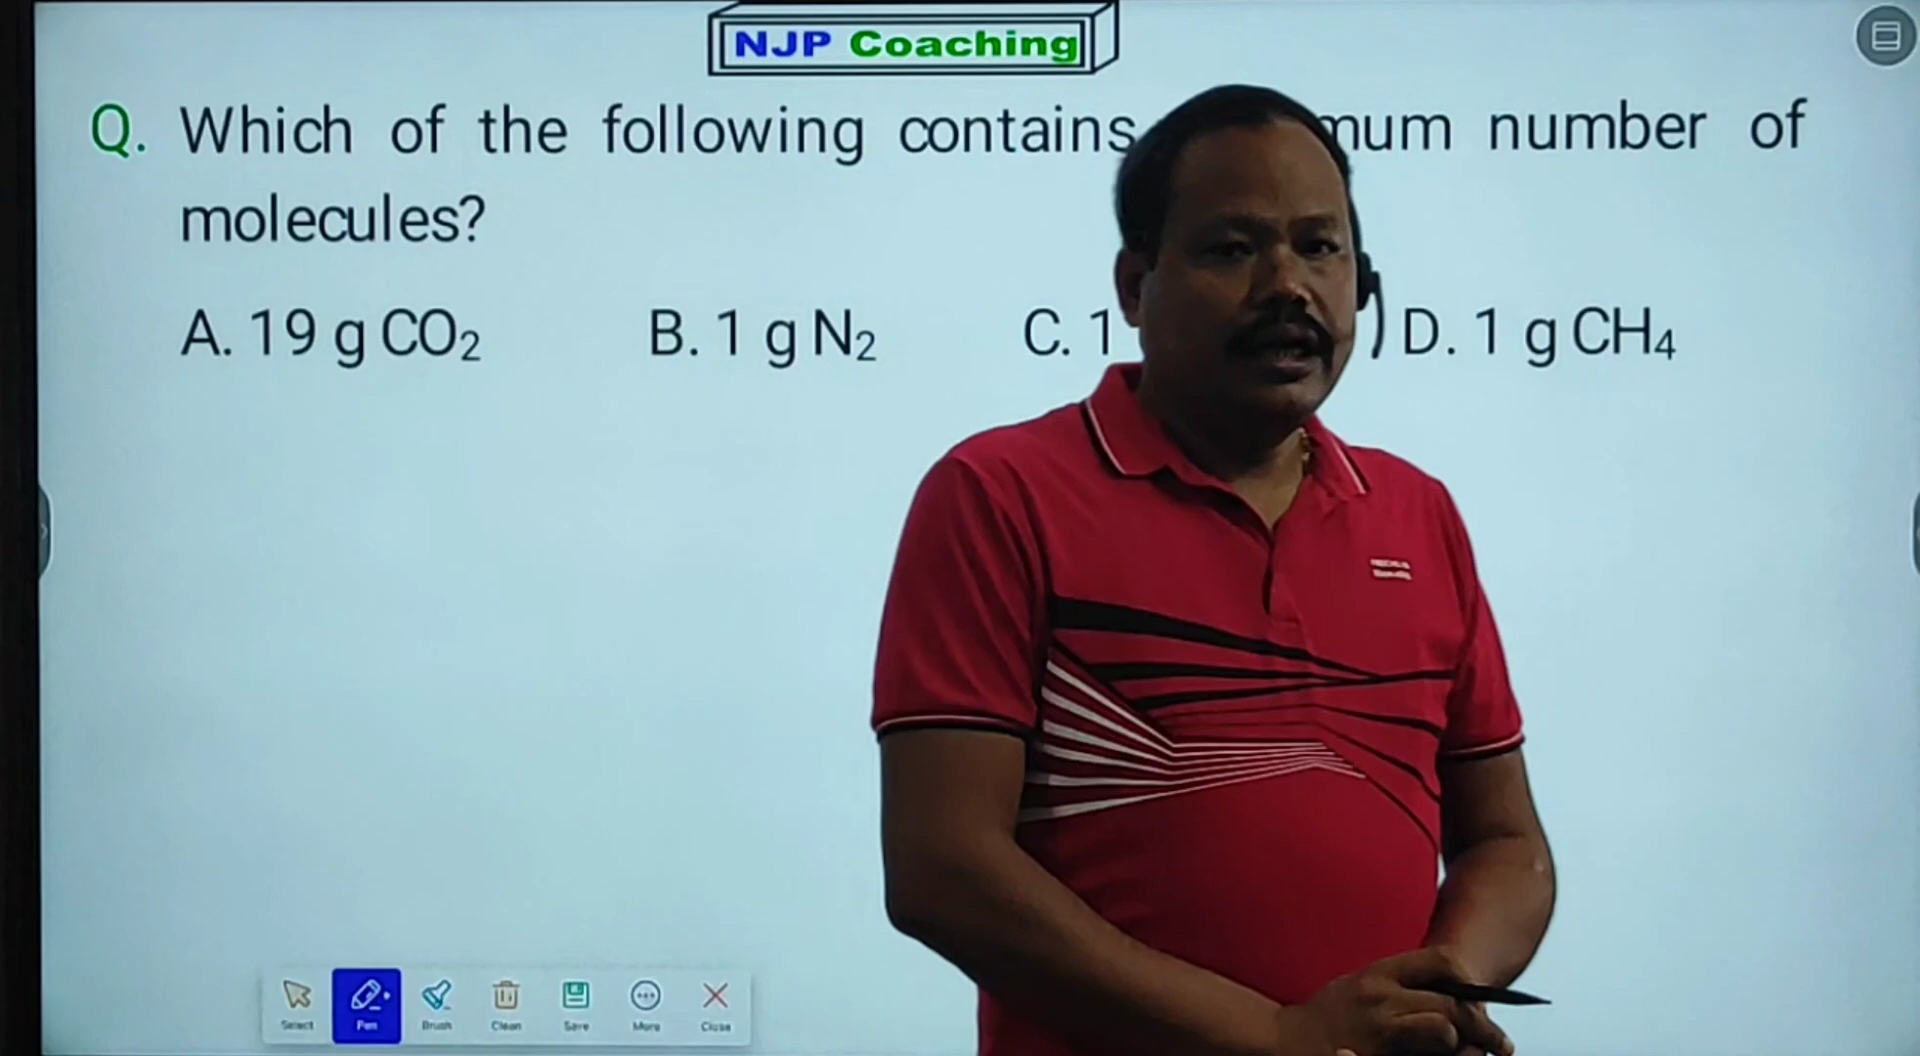 NJP Coaching
Q. Which of the following contains mum number of
molecules?
A. 19 g CO₂ B. 1 g N₂ C. 1 ) D. 1 g CH₄
Select Pen Brush Clean Save More Close